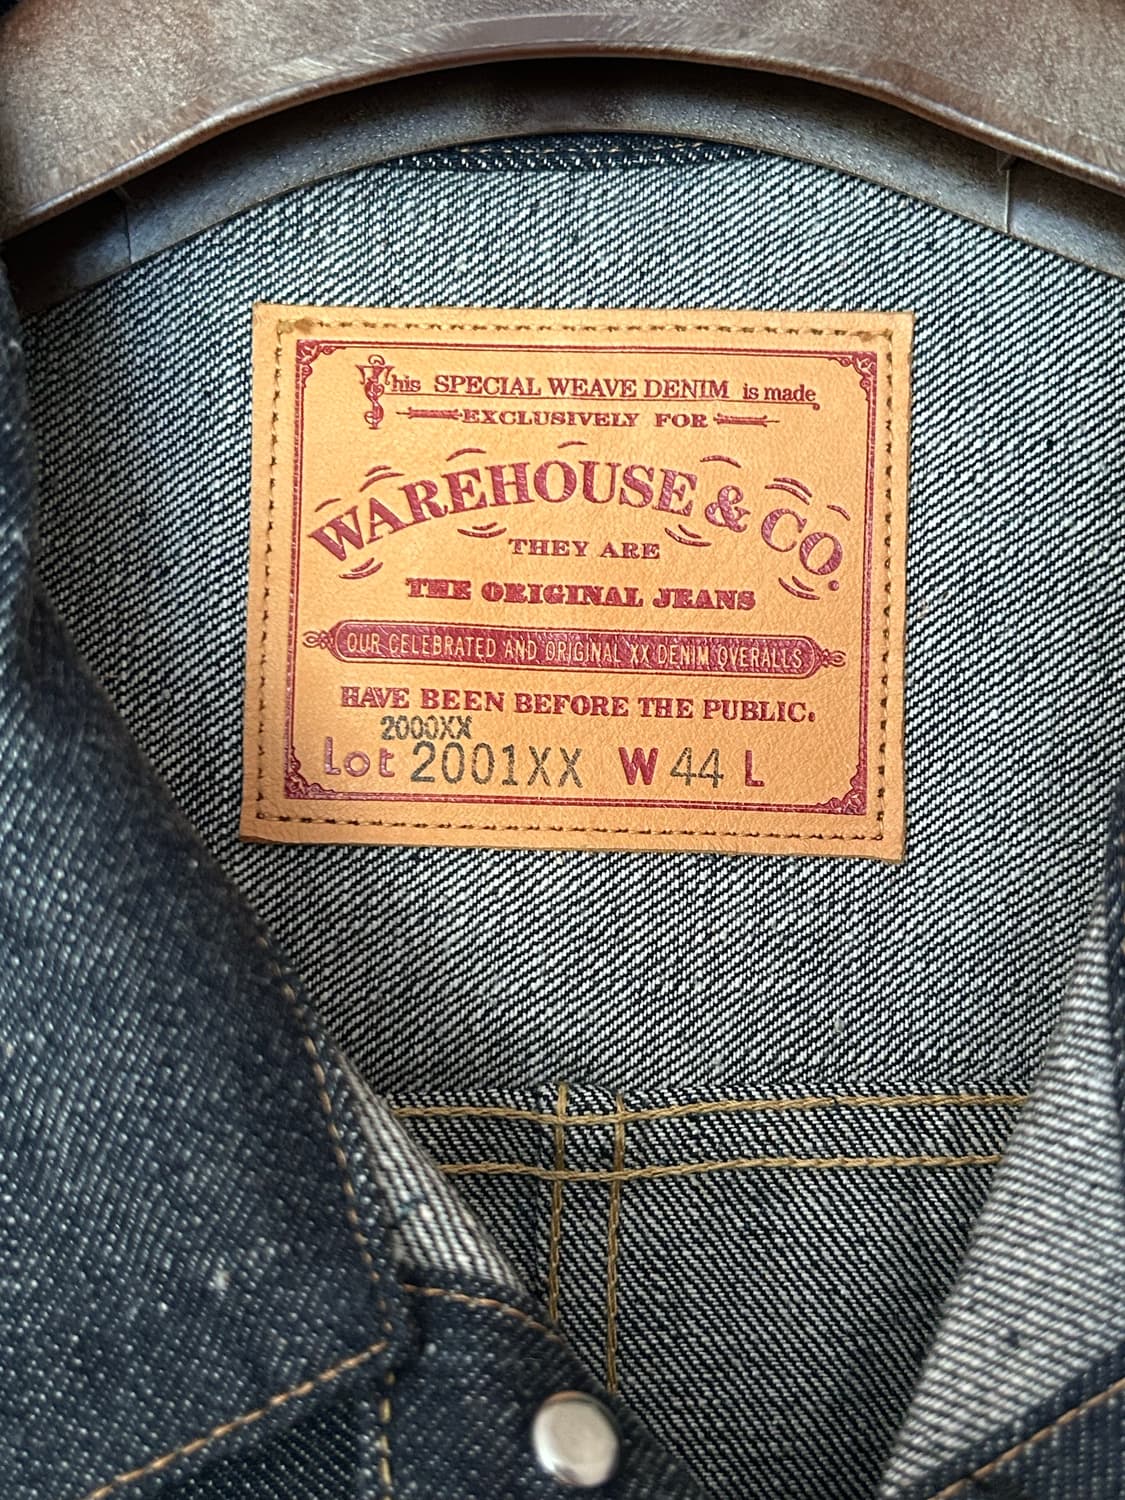 This SPECIAL WEAVE DENIM is made
EXCLUSIVELY FOR
WAREHOUSE & CO.
THEY ARE
THE ORIGINAL JEANS
OUR CELEBRATED AND ORIGINAL XX DENIM OVERALLS
HAVE BEEN BEFORE THE PUBLIC.
2000XX
Lot 2001XX W 44 L